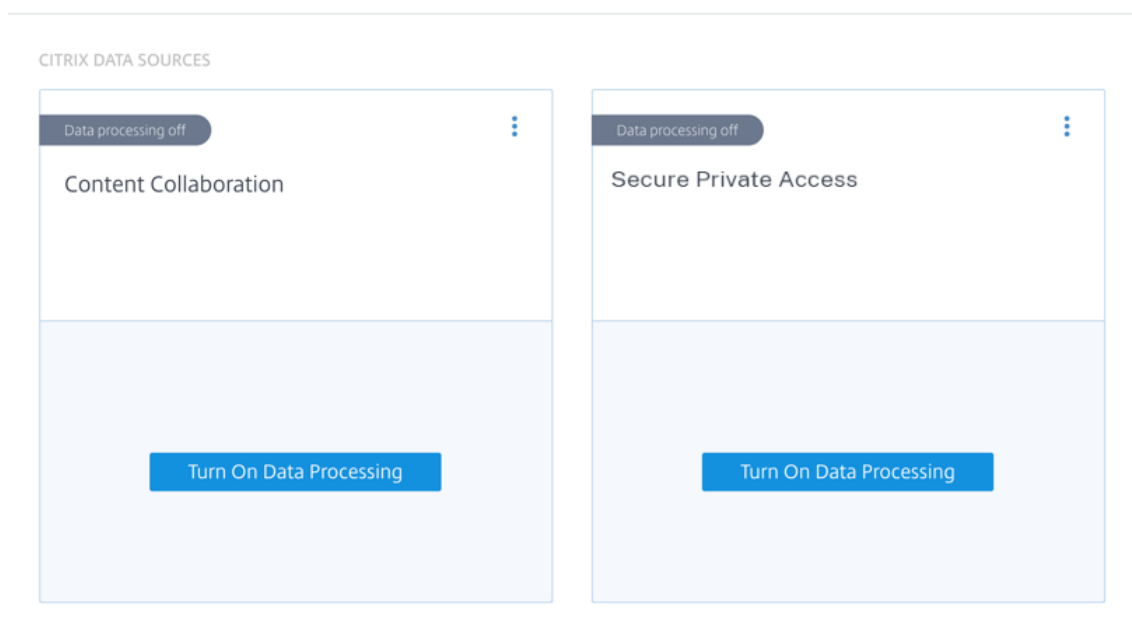 CITRIX DATA SOURCES
Data processing off
Content Collaboration
Turn On Data Processing
Data processing off
Secure Private Access
Turn On Data Processing